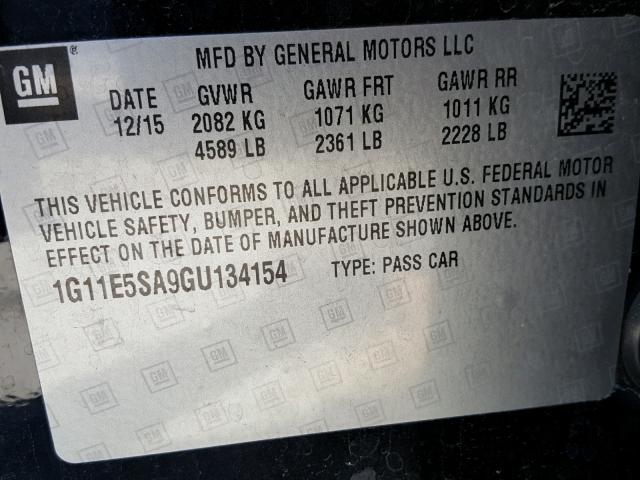 GM ®
MFD BY GENERAL MOTORS LLC
DATE GVWR GAWR FRT GAWR RR
12/15 2082 KG 1071 KG 1011 KG
4589 LB 2361 LB 2228 LB
THIS VEHICLE CONFORMS TO ALL APPLICABLE U.S. FEDERAL MOTOR
VEHICLE SAFETY, BUMPER, AND THEFT PREVENTION STANDARDS IN
EFFECT ON THE DATE OF MANUFACTURE SHOWN ABOVE.
1G11E5SA9GU134154 TYPE: PASS CAR